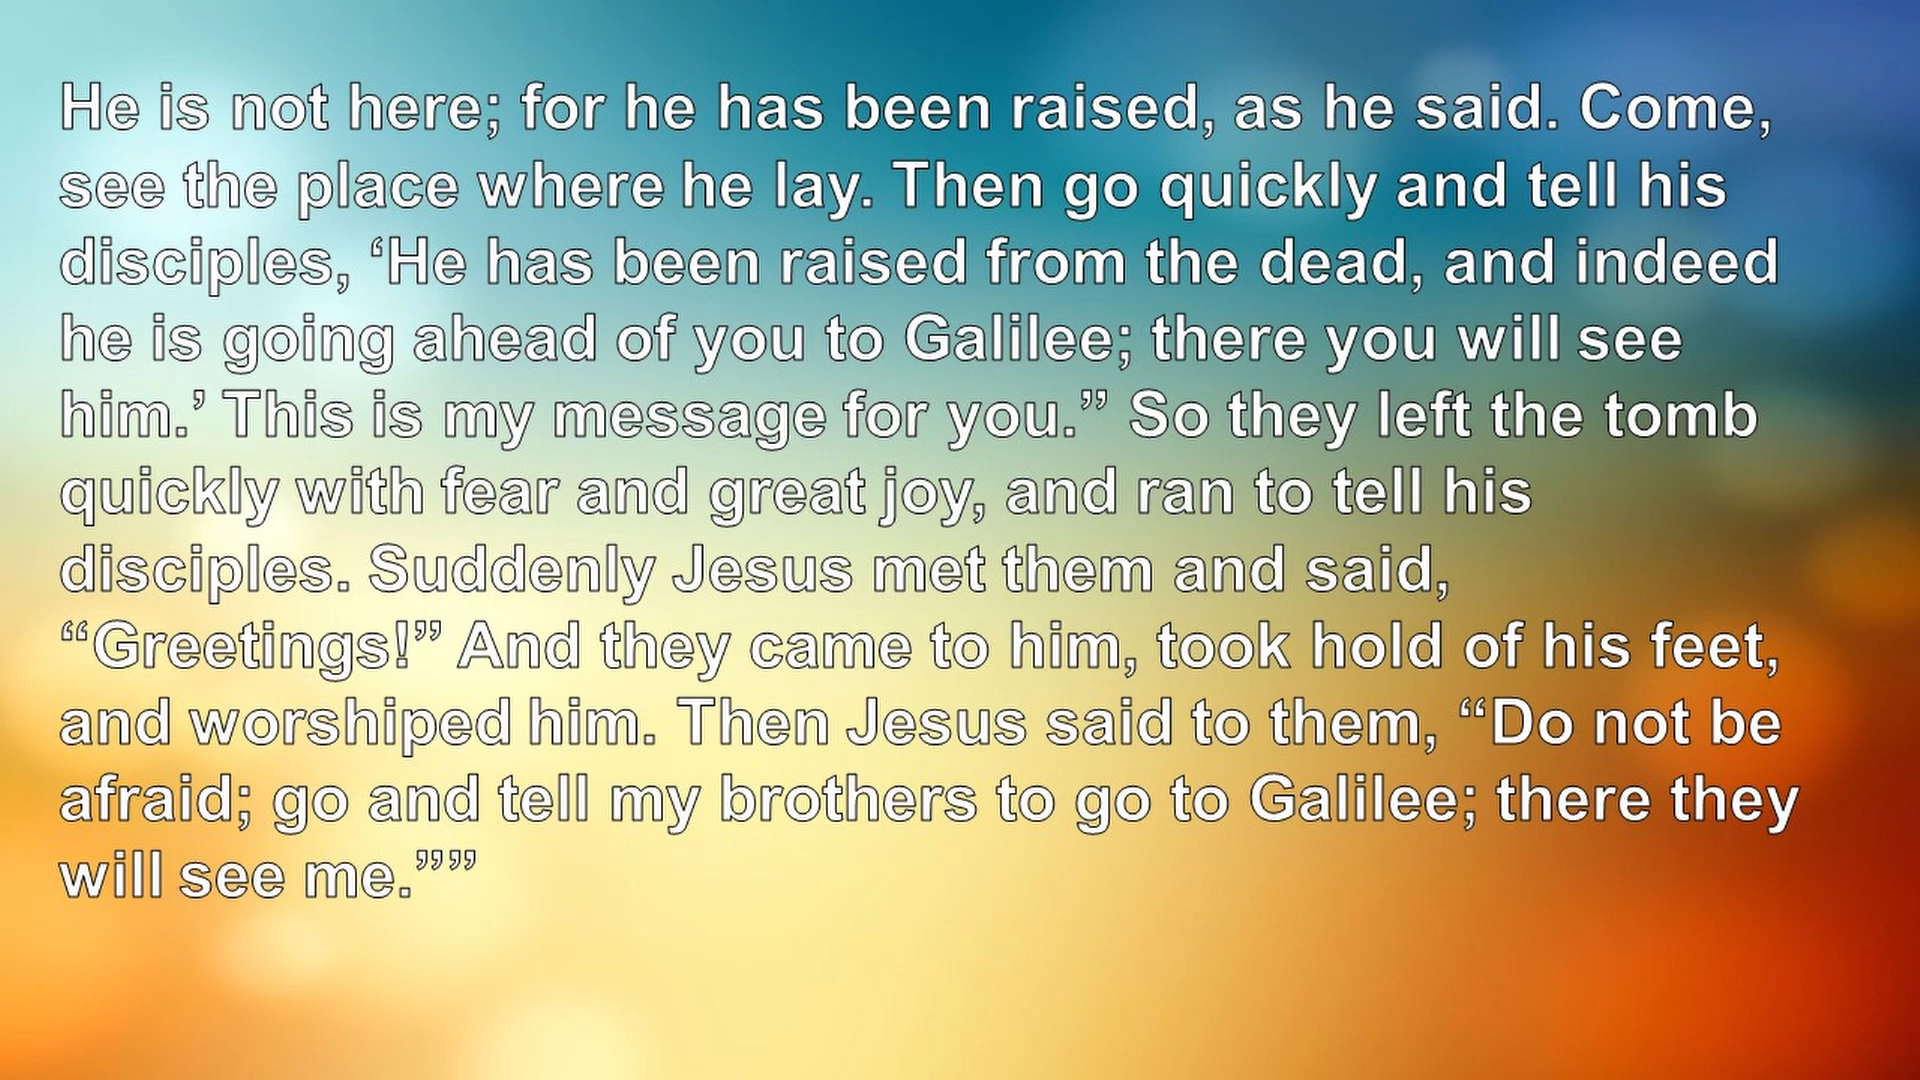 He is not here; for he has been raised, as he said. Come,
see the place where he lay. Then go quickly and tell his
disciples, ‘He has been raised from the dead, and indeed
he is going ahead of you to Galilee; there you will see
him.’ This is my message for you.” So they left the tomb
quickly with fear and great joy, and ran to tell his
disciples. Suddenly Jesus met them and said,
“Greetings!” And they came to him, took hold of his feet,
and worshiped him. Then Jesus said to them, “Do not be
afraid; go and tell my brothers to go to Galilee; there they
will see me.””